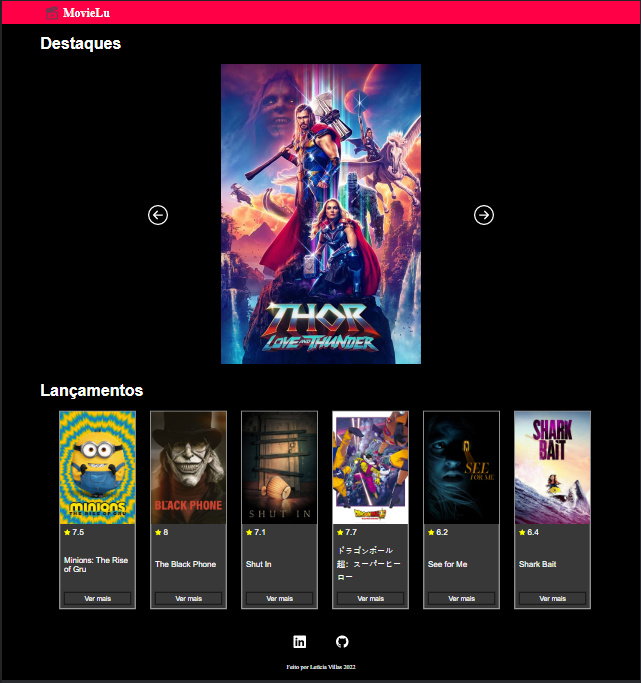 MovieLu
Destaques
THOR
LOVE AND THUNDER
Lançamentos
MINIONS
BLACK PHONE
SHUT IN
SEE
FOR ME
SHARK
BAIT
7.5
8
7.1
7.7
6.2
6.4
Minions: The Rise
of Gru
The Black Phone
Shut In
ドラゴンボール
超：スーパーヒー
ロー
See for Me
Shark Bait
Ver mais
Ver mais
Ver mais
Ver mais
Ver mais
Ver mais
in
Feito por Letícia Villas 2022